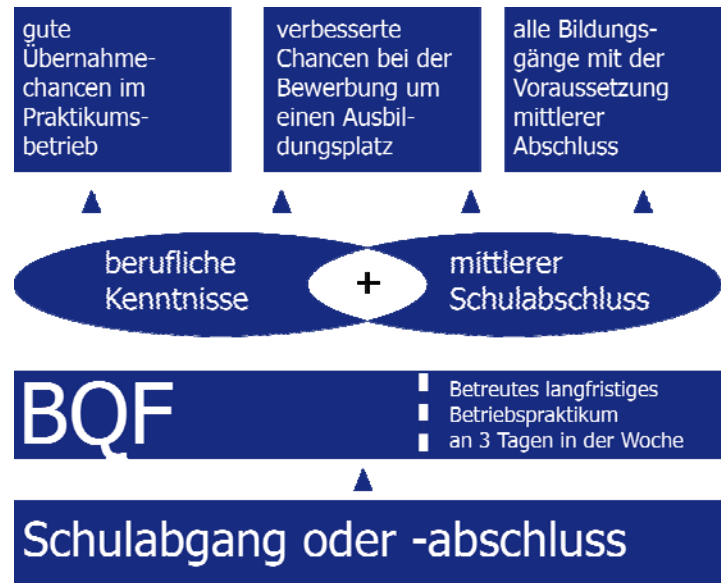 gute
Übernahme-
chancen im
Praktikums-
betrieb
verbesserte
Chancen bei der
Bewerbung um
einen Ausbil-
dungsplatz
alle Bildungs-
gänge mit der
Voraussetzung
mittlerer
Abschluss
berufliche
Kenntnisse
+
mittlerer
Schulabschluss
BQF
Betreutes langfristiges
Betriebspraktikum
an 3 Tagen in der Woche
Schulabgang oder -abschluss